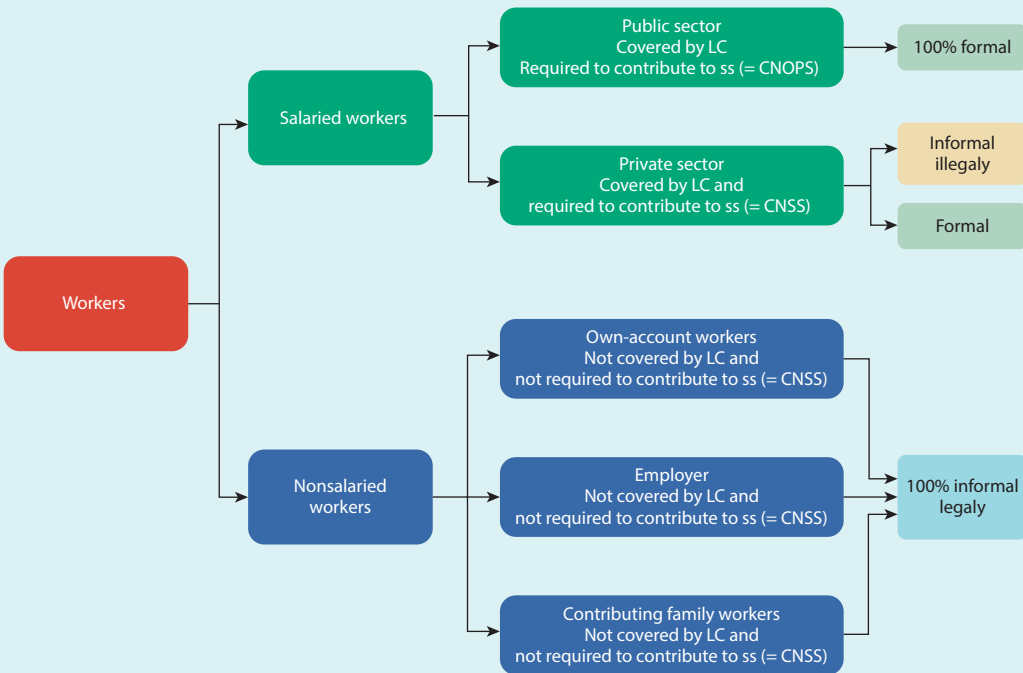 Public sector
Covered by LC
Required to contribute to ss (= CNOPS)
100% formal
Salaried workers
Private sector
Covered by LC and
required to contribute to ss (= CNSS)
Informal
illegaly
Formal
Workers
Own-account workers
Not covered by LC and
not required to contribute to ss (= CNSS)
Nonsalaried
workers
Employer
Not covered by LC and
not required to contribute to ss (= CNSS)
100% informal
legaly
Contributing family workers
Not covered by LC and
not required to contribute to ss (= CNSS)